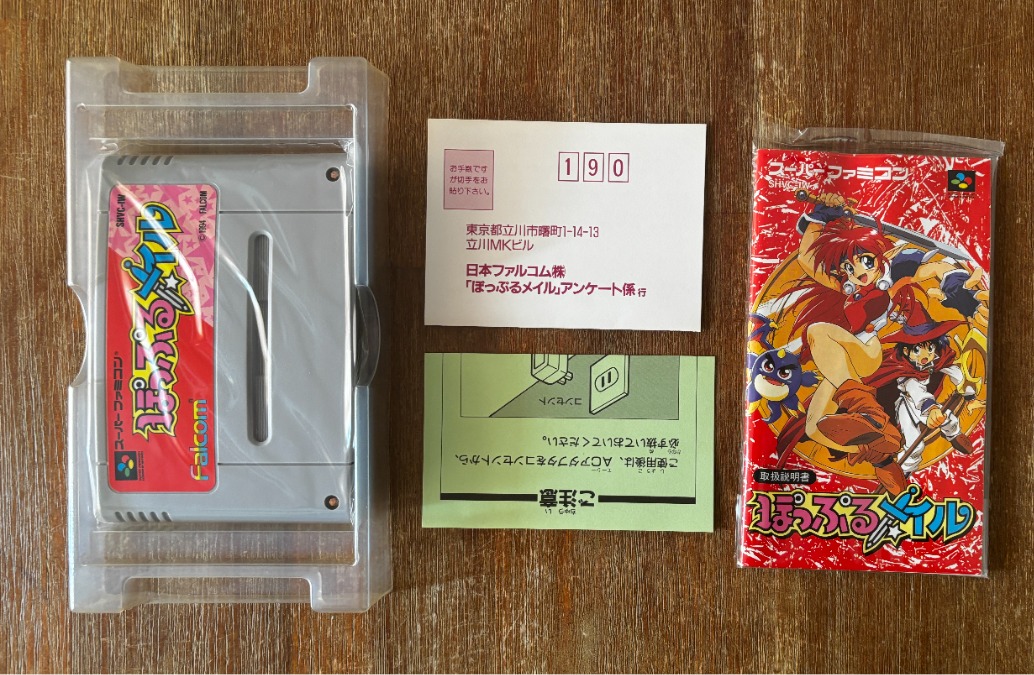 SHVC-IW
© 1994 FALCOM
スーパーファミコン
ぽっぷるメイル
Falcom
お手数です
が切手をお
貼り下さい。
190
東京都立川市曙町1-14-13
立川MKビル
日本ファルコム㈱
「ぽっぷるメイル」アンケート係 行
ご注意
ちゅうい
ご使用後は、ACアダプタをコンセントから、
必ず抜いておいてください。
コンセント
スーパーファミコン
SHVC-IW
取扱説明書
ぽっぷるメイル